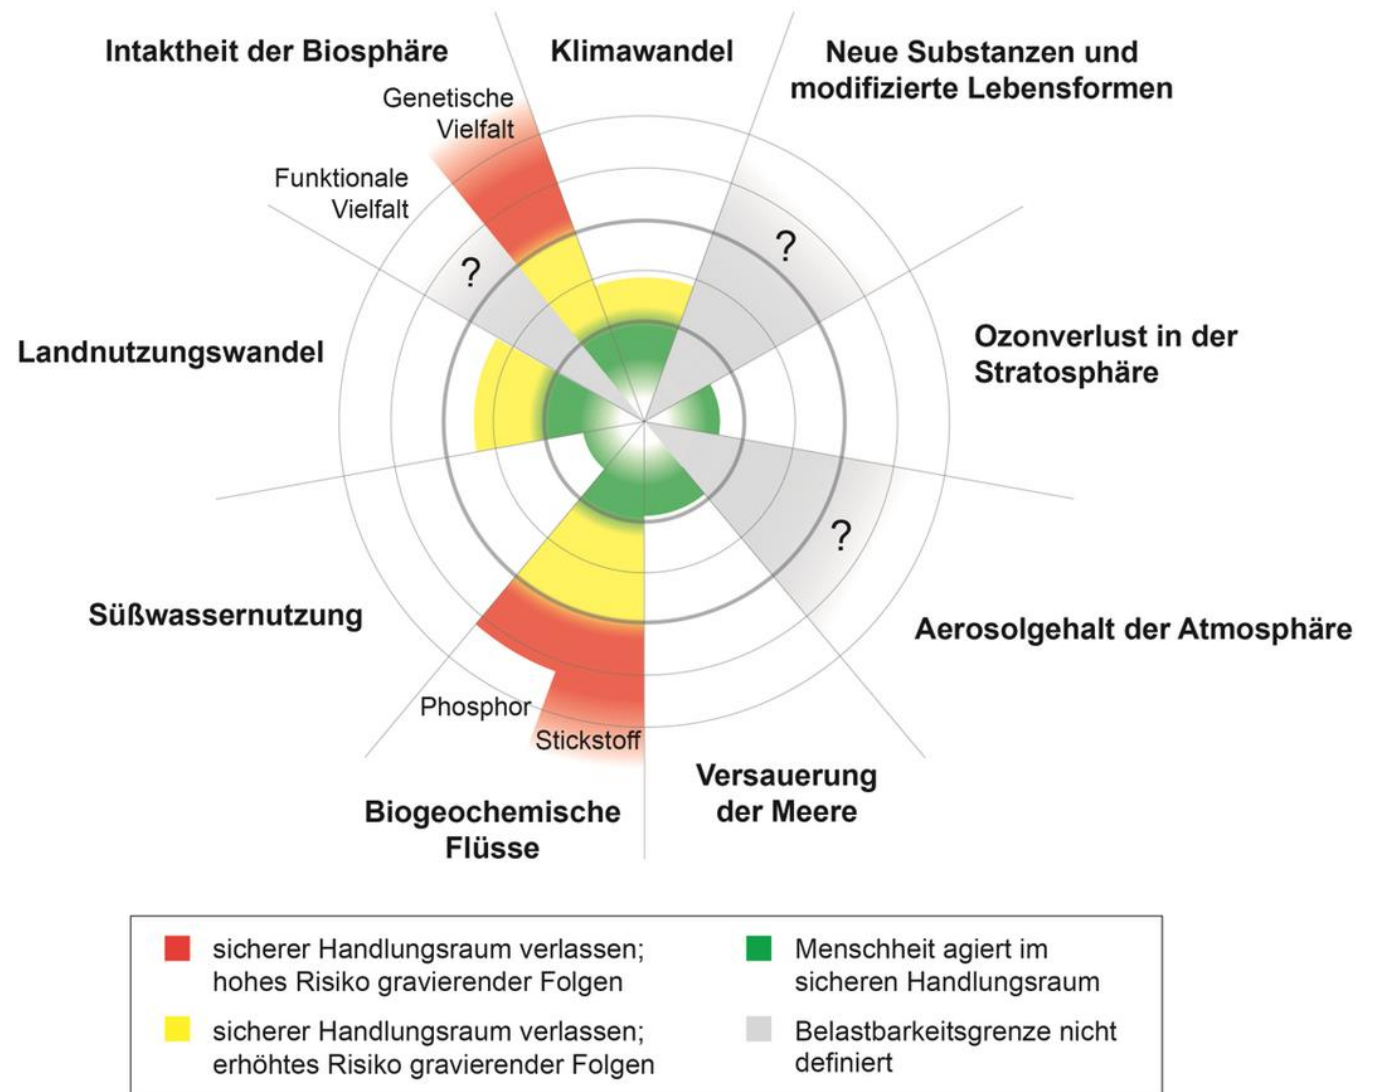 Intaktheit der Biosphäre
Klimawandel
Neue Substanzen und
modifizierte Lebensformen
Genetische
Vielfalt
Funktionale
Vielfalt
?
?
Landnutzungswandel
Ozonverlust in der
Stratosphäre
?
Süßwassernutzung
Aerosolgehalt der Atmosphäre
Phosphor
Stickstoff
Biogeochemische
Flüsse
Versauerung
der Meere
sicherer Handlungsraum verlassen;
hohes Risiko gravierender Folgen
sicherer Handlungsraum verlassen;
erhöhtes Risiko gravierender Folgen
Menschheit agiert im
sicheren Handlungsraum
Belastbarkeitsgrenze nicht
definiert